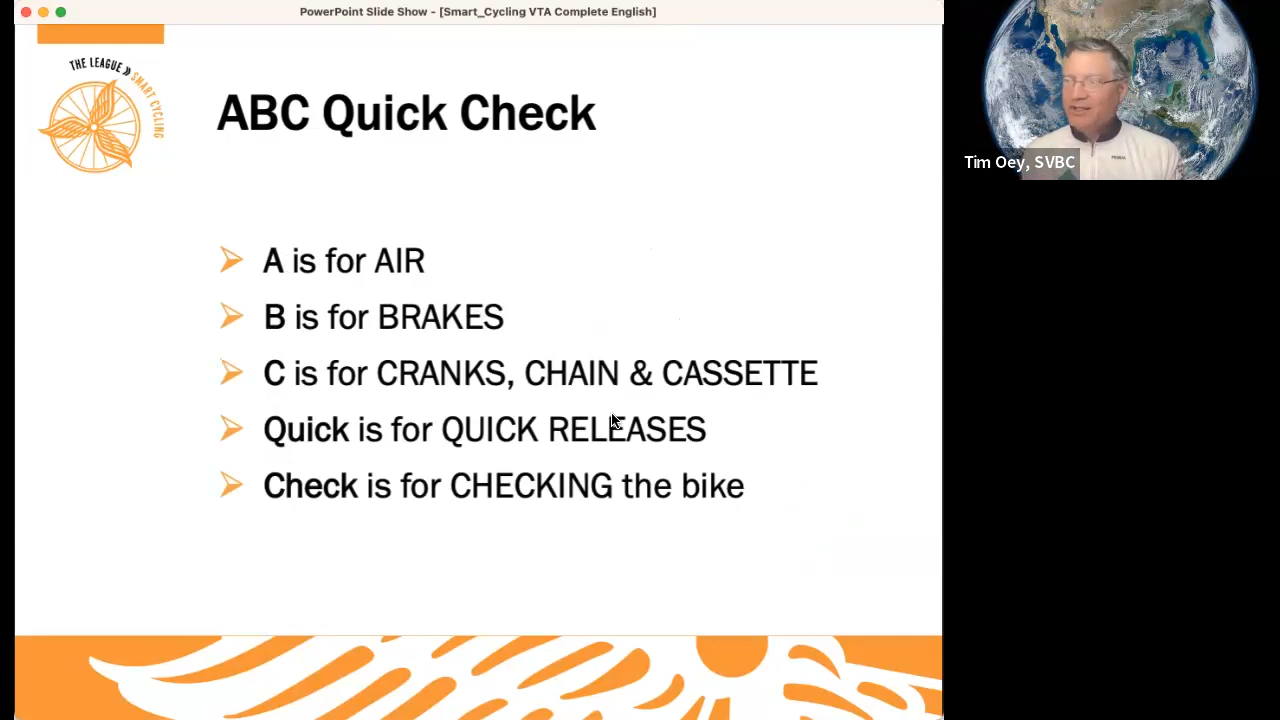 PowerPoint Slide Show - [Smart_Cycling VTA Complete English]
THE LEAGUE
SMART CYCLING
ABC Quick Check
A is for AIR
B is for BRAKES
C is for CRANKS, CHAIN & CASSETTE
Quick is for QUICK RELEASES
Check is for CHECKING the bike
Tim Oey, SVBC